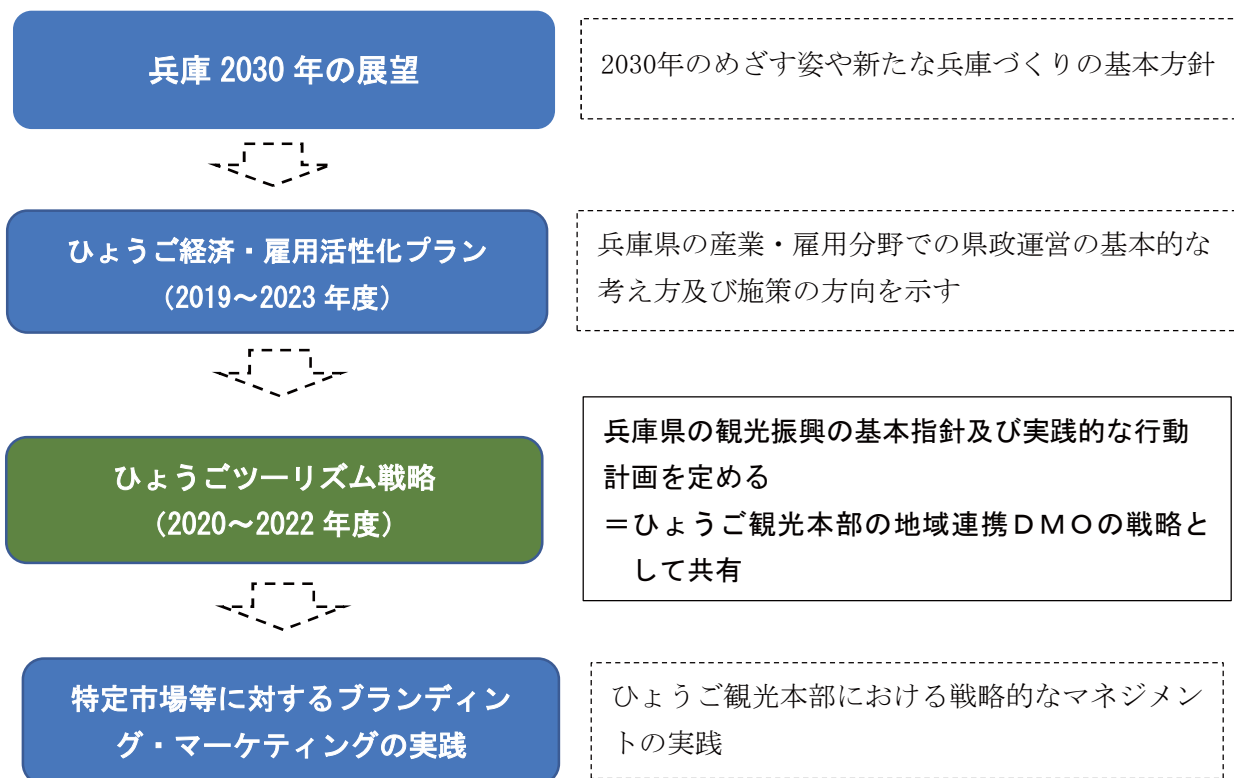 兵庫 2030 年の展望
2030年のめざす姿や新たな兵庫づくりの基本方針
ひょうご経済・雇用活性化プラン
（2019～2023 年度）
兵庫県の産業・雇用分野での県政運営の基本的な
考え方及び施策の方向を示す
ひょうごツーリズム戦略
（2020～2022 年度）
兵庫県の観光振興の基本指針及び実践的な行動
計画を定める
＝ひょうご観光本部の地域連携ＤＭＯの戦略と
して共有
特定市場等に対するブランディン
グ・マーケティングの実践
ひょうご観光本部における戦略的なマネジメン
トの実践